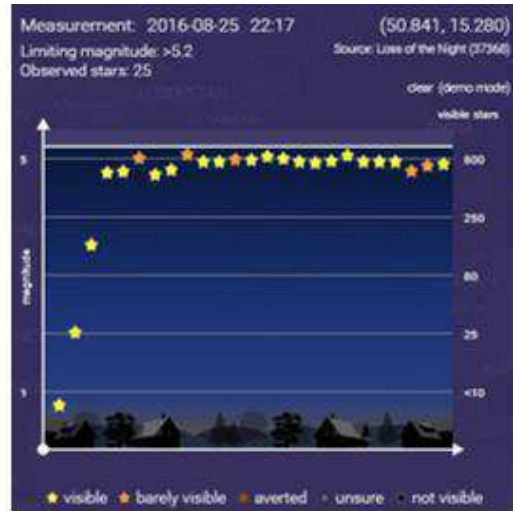 Measurement: 2016-08-25 22:17
(50.841, 15.280)
Limiting magnitude: >5.2
Source: Loss of the Night (37368)
Observed stars: 25
clear (demo mode)
visible stars
5
800
250
magnitude
80
25
1
<10
visible
barely visible
averted
unsure
not visible